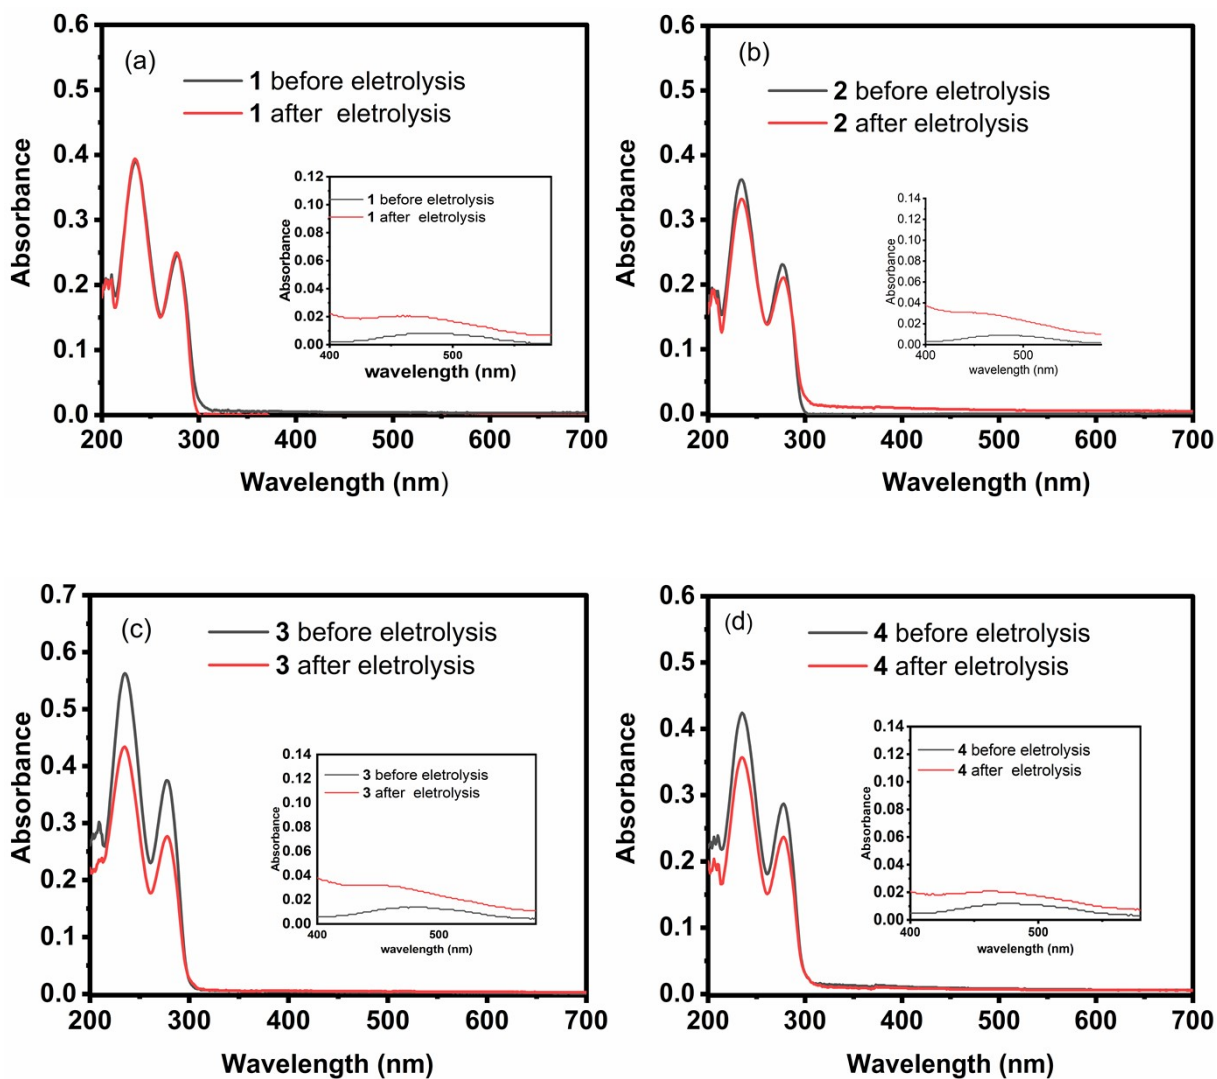 (a)
1 before eletrolysis
1 after eletrolysis
Absorbance
0.6
0.5
0.4
0.3
0.2
0.1
0.0
200 300 400 500 600 700
Wavelength (nm)
1 before eletrolysis
1 after eletrolysis
Absorbance
0.12
0.10
0.08
0.06
0.04
0.02
0.00
400 500
wavelength (nm)
(b)
2 before eletrolysis
2 after eletrolysis
Absorbance
0.6
0.5
0.4
0.3
0.2
0.1
0.0
200 300 400 500 600 700
Wavelength (nm)
Absorbance
0.14
0.12
0.10
0.08
0.06
0.04
0.02
0.00
400 500
wavelength (nm)
(c)
3 before eletrolysis
3 after eletrolysis
Absorbance
0.7
0.6
0.5
0.4
0.3
0.2
0.1
0.0
200 300 400 500 600 700
Wavelength (nm)
3 before eletrolysis
3 after eletrolysis
Absorbance
0.14
0.12
0.10
0.08
0.06
0.04
0.02
0.00
400 500
wavelength (nm)
(d)
4 before eletrolysis
4 after eletrolysis
Absorbance
0.6
0.5
0.4
0.3
0.2
0.1
0.0
200 300 400 500 600 700
Wavelength (nm)
4 before eletrolysis
4 after eletrolysis
Absorbance
0.14
0.12
0.10
0.08
0.06
0.04
0.02
0.00
400 500
wavelength (nm)